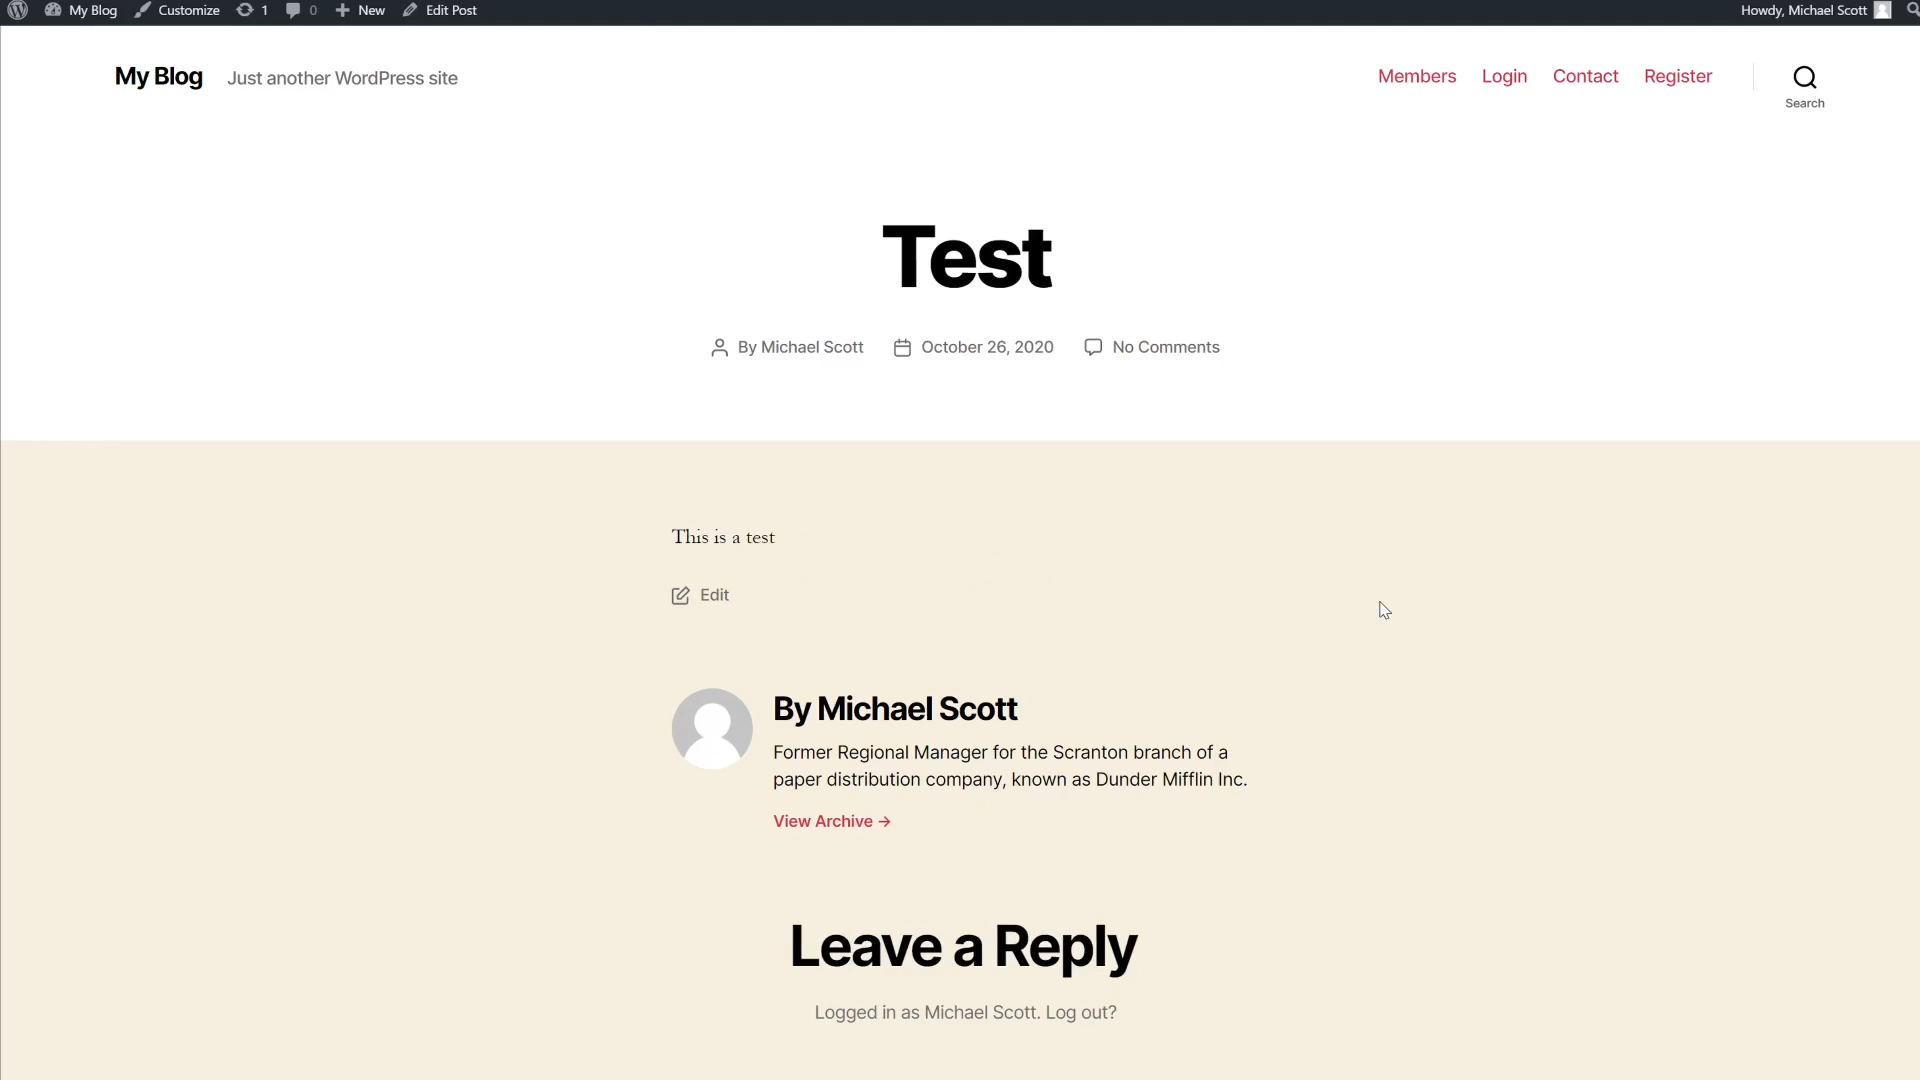 My Blog Customize 1 0 New Edit Post Howdy, Michael Scott
My Blog Just another WordPress site Members Login Contact Register
Search
Test
By Michael Scott October 26, 2020 No Comments
This is a test
Edit
By Michael Scott
Former Regional Manager for the Scranton branch of a
paper distribution company, known as Dunder Mifflin Inc.
View Archive →
Leave a Reply
Logged in as Michael Scott. Log out?